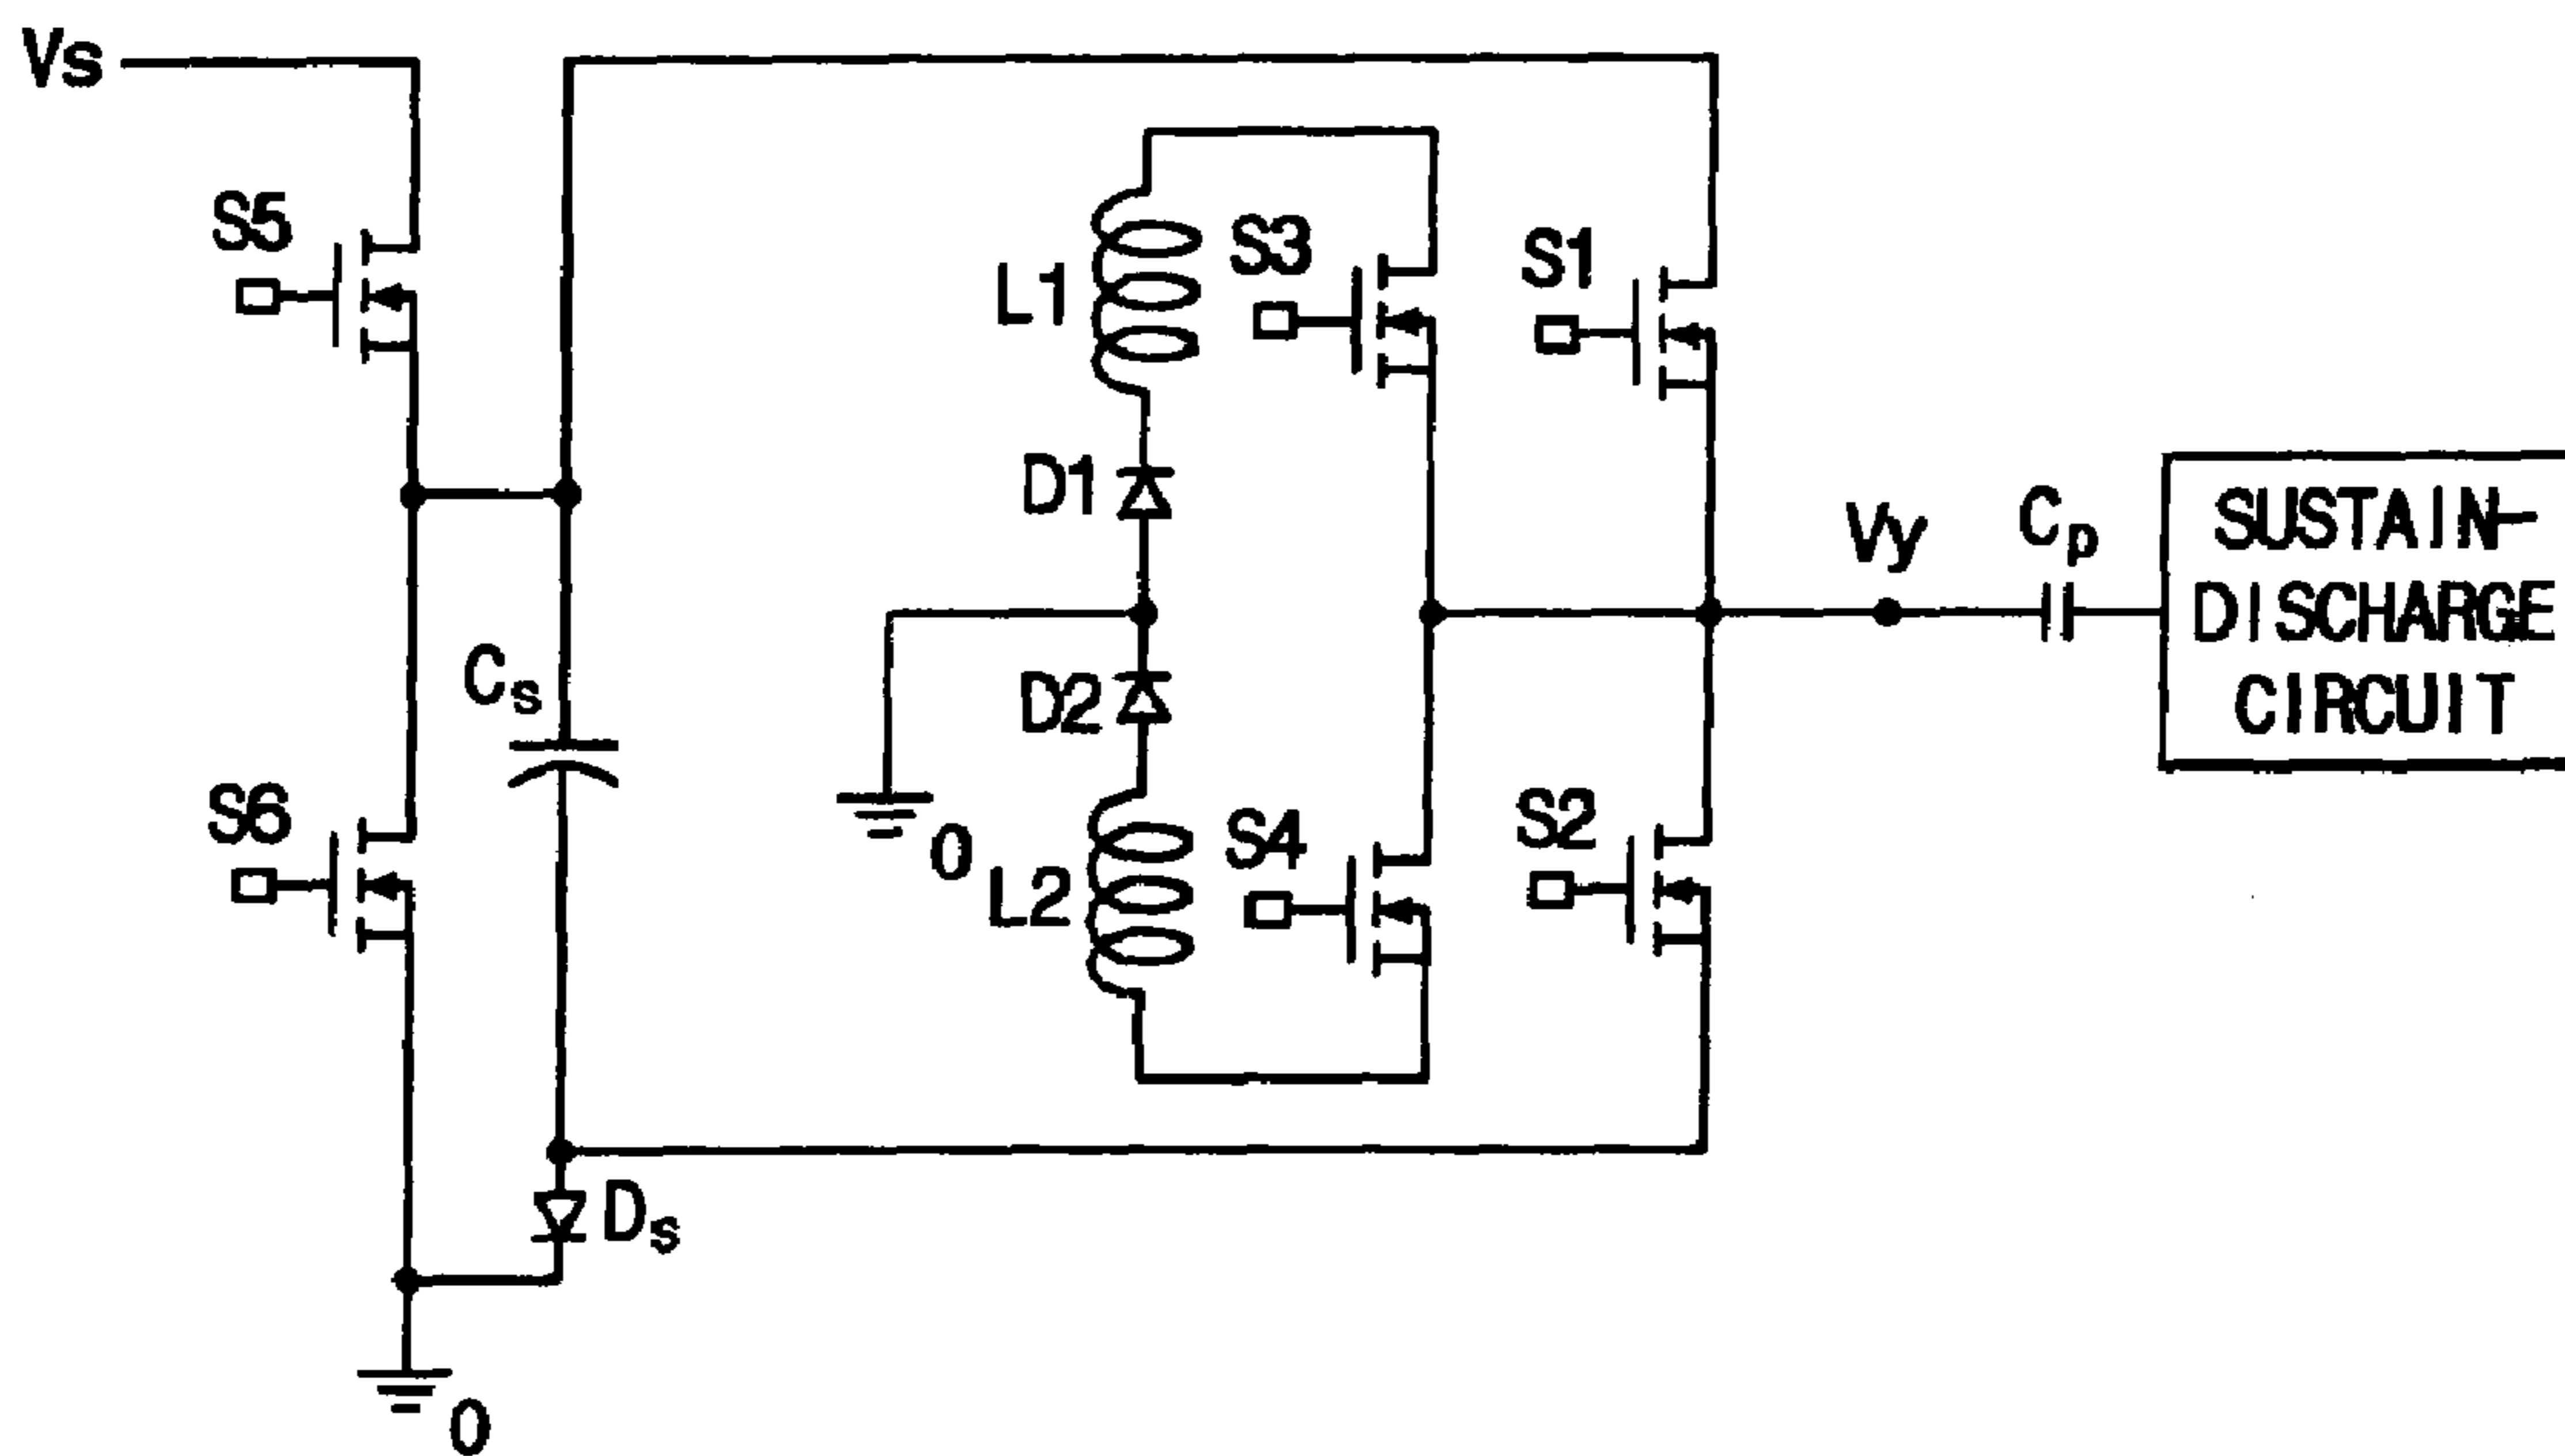 Vs
S5
L1
S3
S1
D1
Vy
Cp
SUSTAIN-
DISCHARGE
CIRCUIT
Cs
D2
S6
0
L2
S4
S2
Ds
0